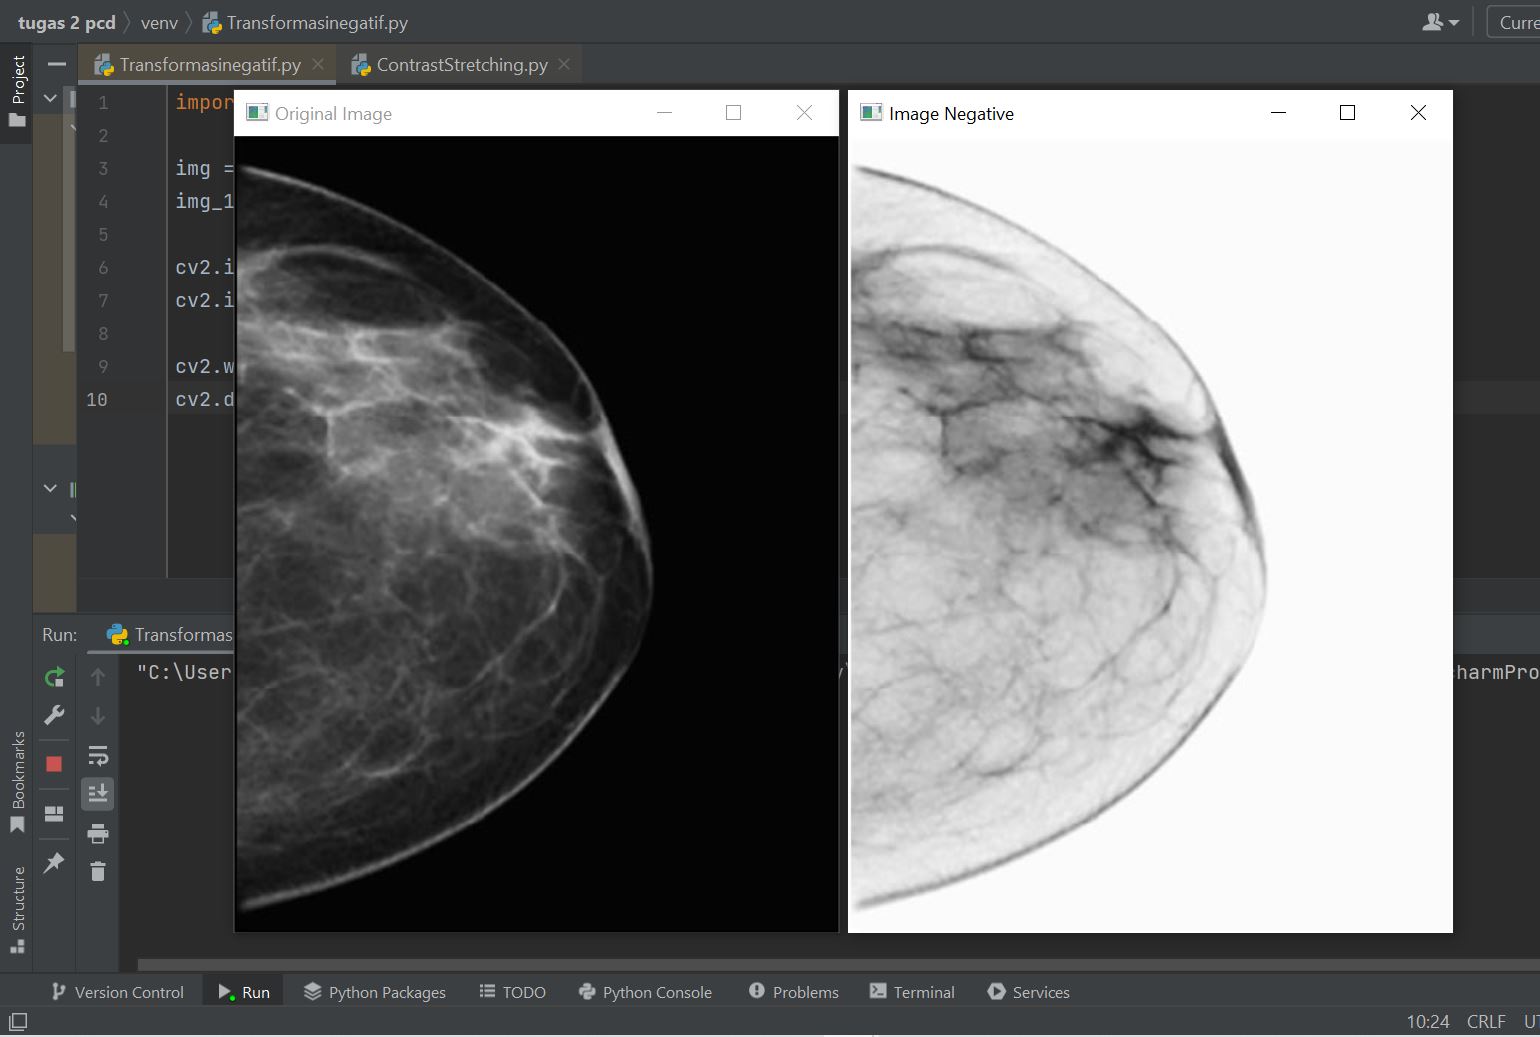 tugas 2 pcd venv Transformasinegatif.py
Transformasinegatif.py ContrastStretching.py
Project
Original Image
Image Negative
1 impor
2
3 img =
4 img_1
5
6 cv2.i
7 cv2.i
8
9 cv2.w
10 cv2.d
Run: Transformas
"C:\User
harmPro
Bookmarks
Structure
Version Control Run Python Packages TODO Python Console Problems Terminal Services
10:24 CRLF